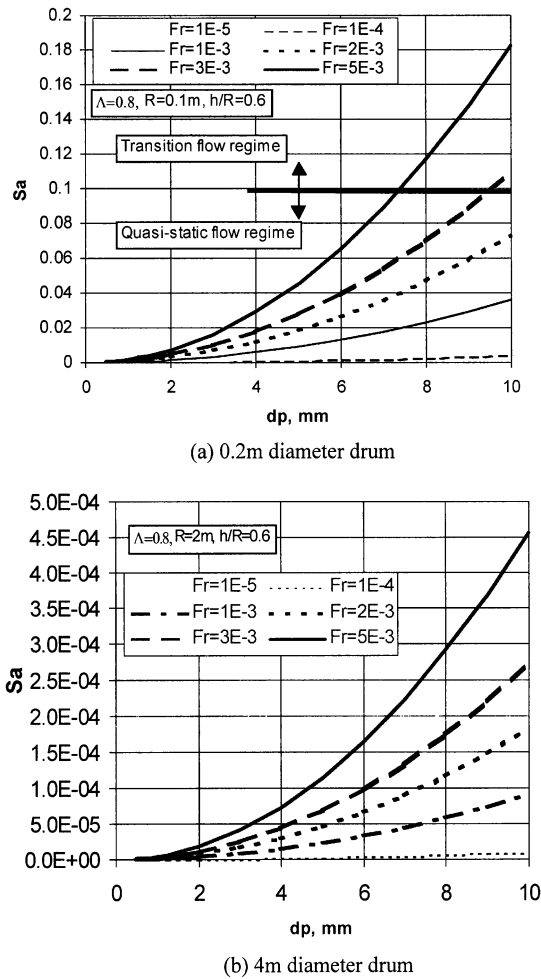 0.2
0.18
0.16
0.14
0.12
0.1
0.08
0.06
0.04
0.02
0
Sa
Fr=1E-5 Fr=1E-4
Fr=1E-3 Fr=2E-3
Fr=3E-3 Fr=5E-3
Λ=0.8, R=0.1m, h/R=0.6
Transition flow regime
Quasi-static flow regime
0 2 4 6 8 10
dp, mm
(a) 0.2m diameter drum
5.0E-04
4.5E-04
4.0E-04
3.5E-04
3.0E-04
2.5E-04
2.0E-04
1.5E-04
1.0E-04
5.0E-05
0.0E+00
Sa
Λ=0.8, R=2m, h/R=0.6
Fr=1E-5 Fr=1E-4
Fr=1E-3 Fr=2E-3
Fr=3E-3 Fr=5E-3
0 2 4 6 8 10
dp, mm
(b) 4m diameter drum